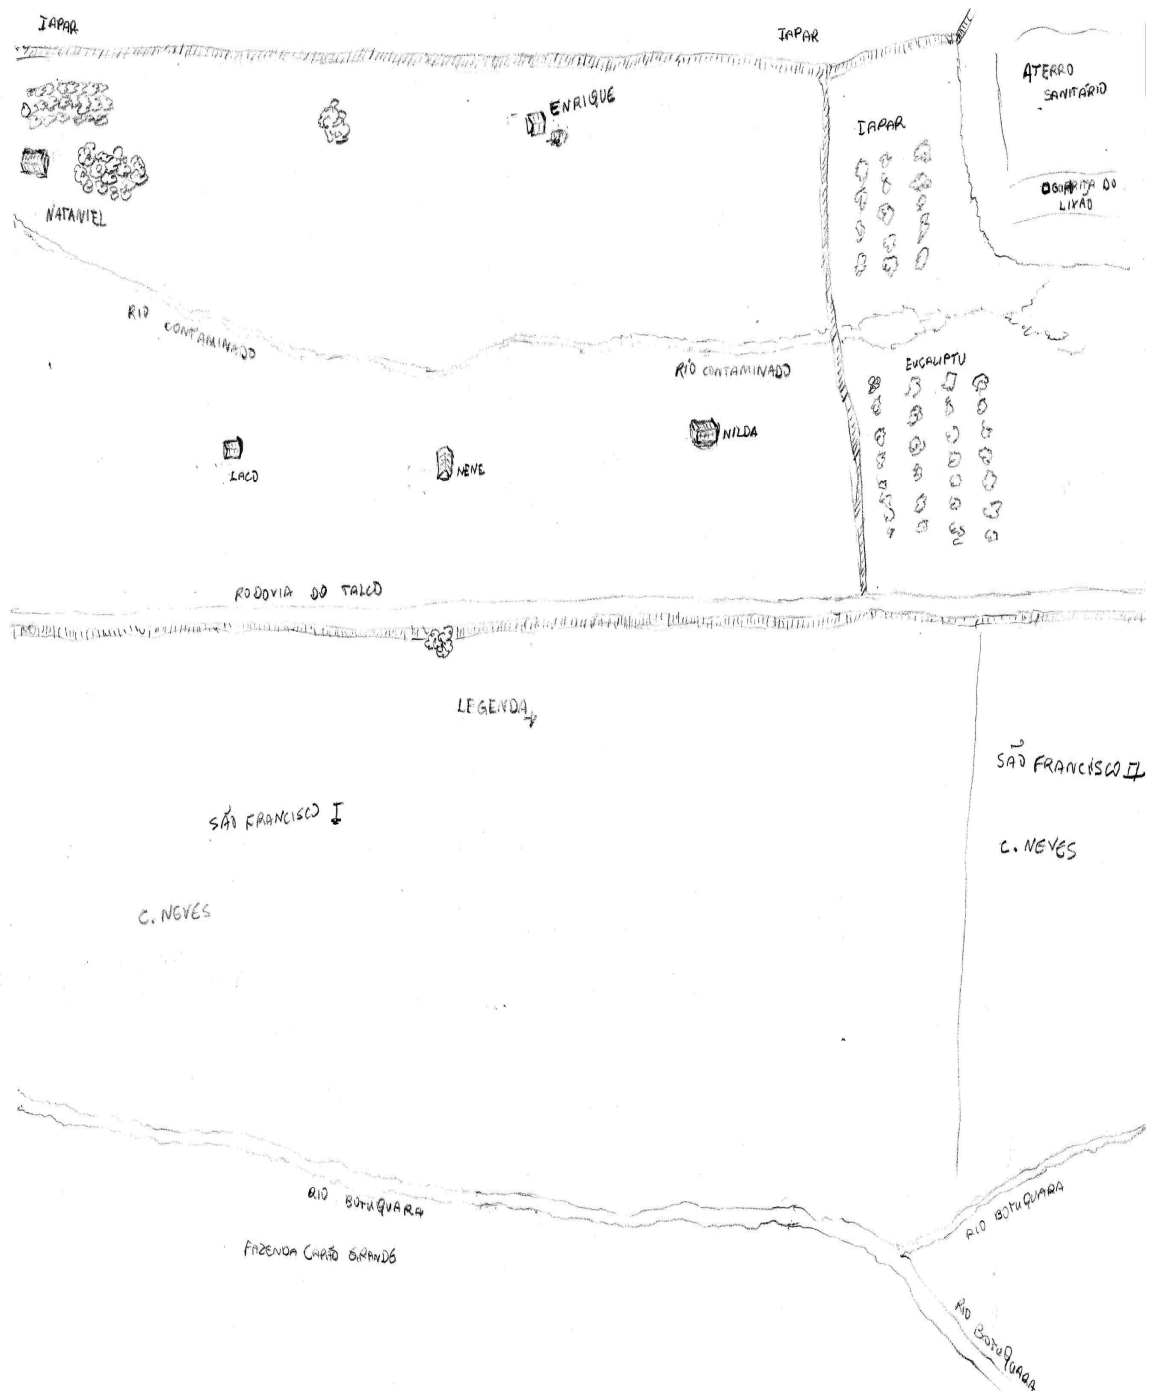 IAPAR
IAPAR
ATERRO
SANITÁRIO
ENRIQUE
IAPAR
LIXÃO
NATANIEL
RIO CONTAMINADO
EUCALIPTU
RIO CONTAMINADO
NILDA
LACO
NENE
RODOVIA DO TALCO
LEGENDA
SÃO FRANCISCO II
SÃO FRANCISCO I
C. NEVES
C. NEVES
RIO BOTUQUARA
RIO BOTUQUARA
FAZENDA CAPÃO GRANDE
RIO BOTUQUARA